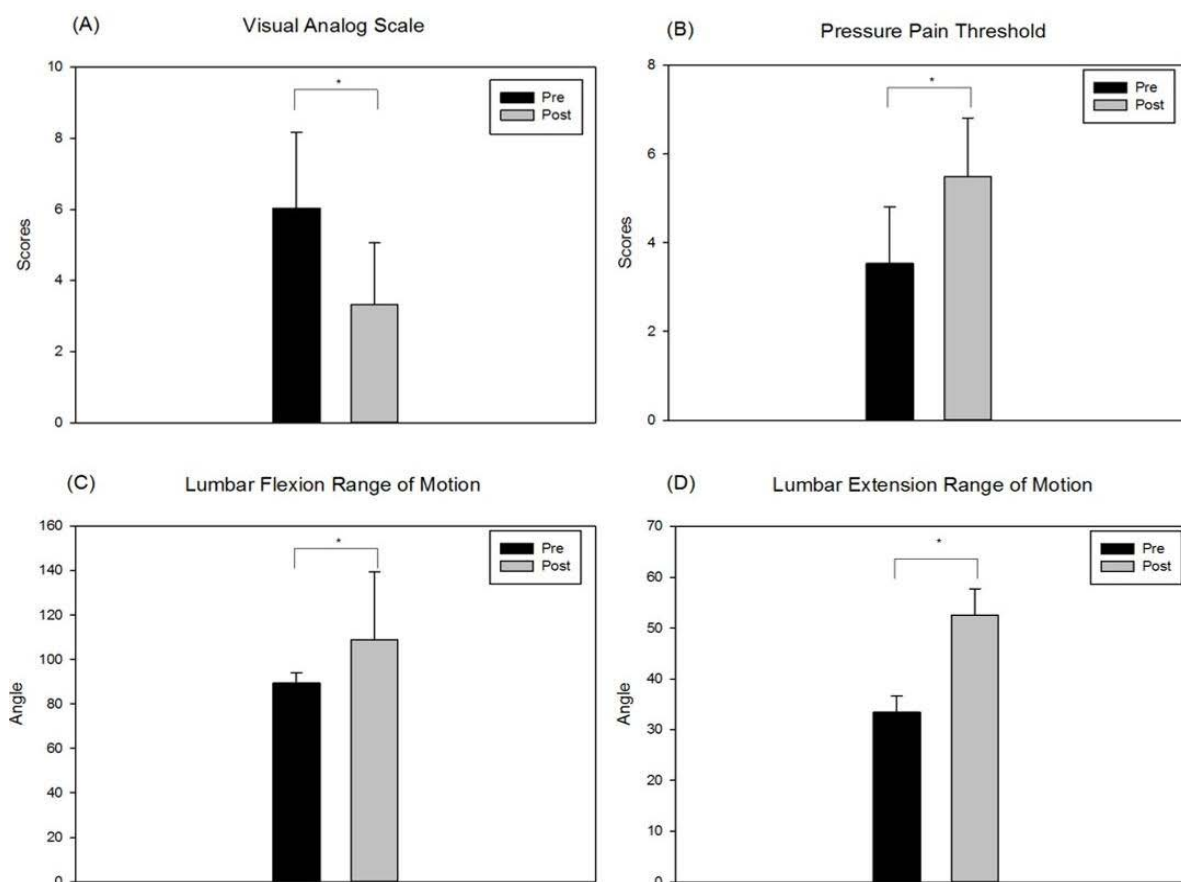 (A) Visual Analog Scale
10
8
6
4
2
0
Scores
*
Pre
Post
(B) Pressure Pain Threshold
8
6
4
2
0
Scores
*
Pre
Post
(C) Lumbar Flexion Range of Motion
160
140
120
100
80
60
40
20
0
Angle
*
Pre
Post
(D) Lumbar Extension Range of Motion
70
60
50
40
30
20
10
0
Angle
*
Pre
Post